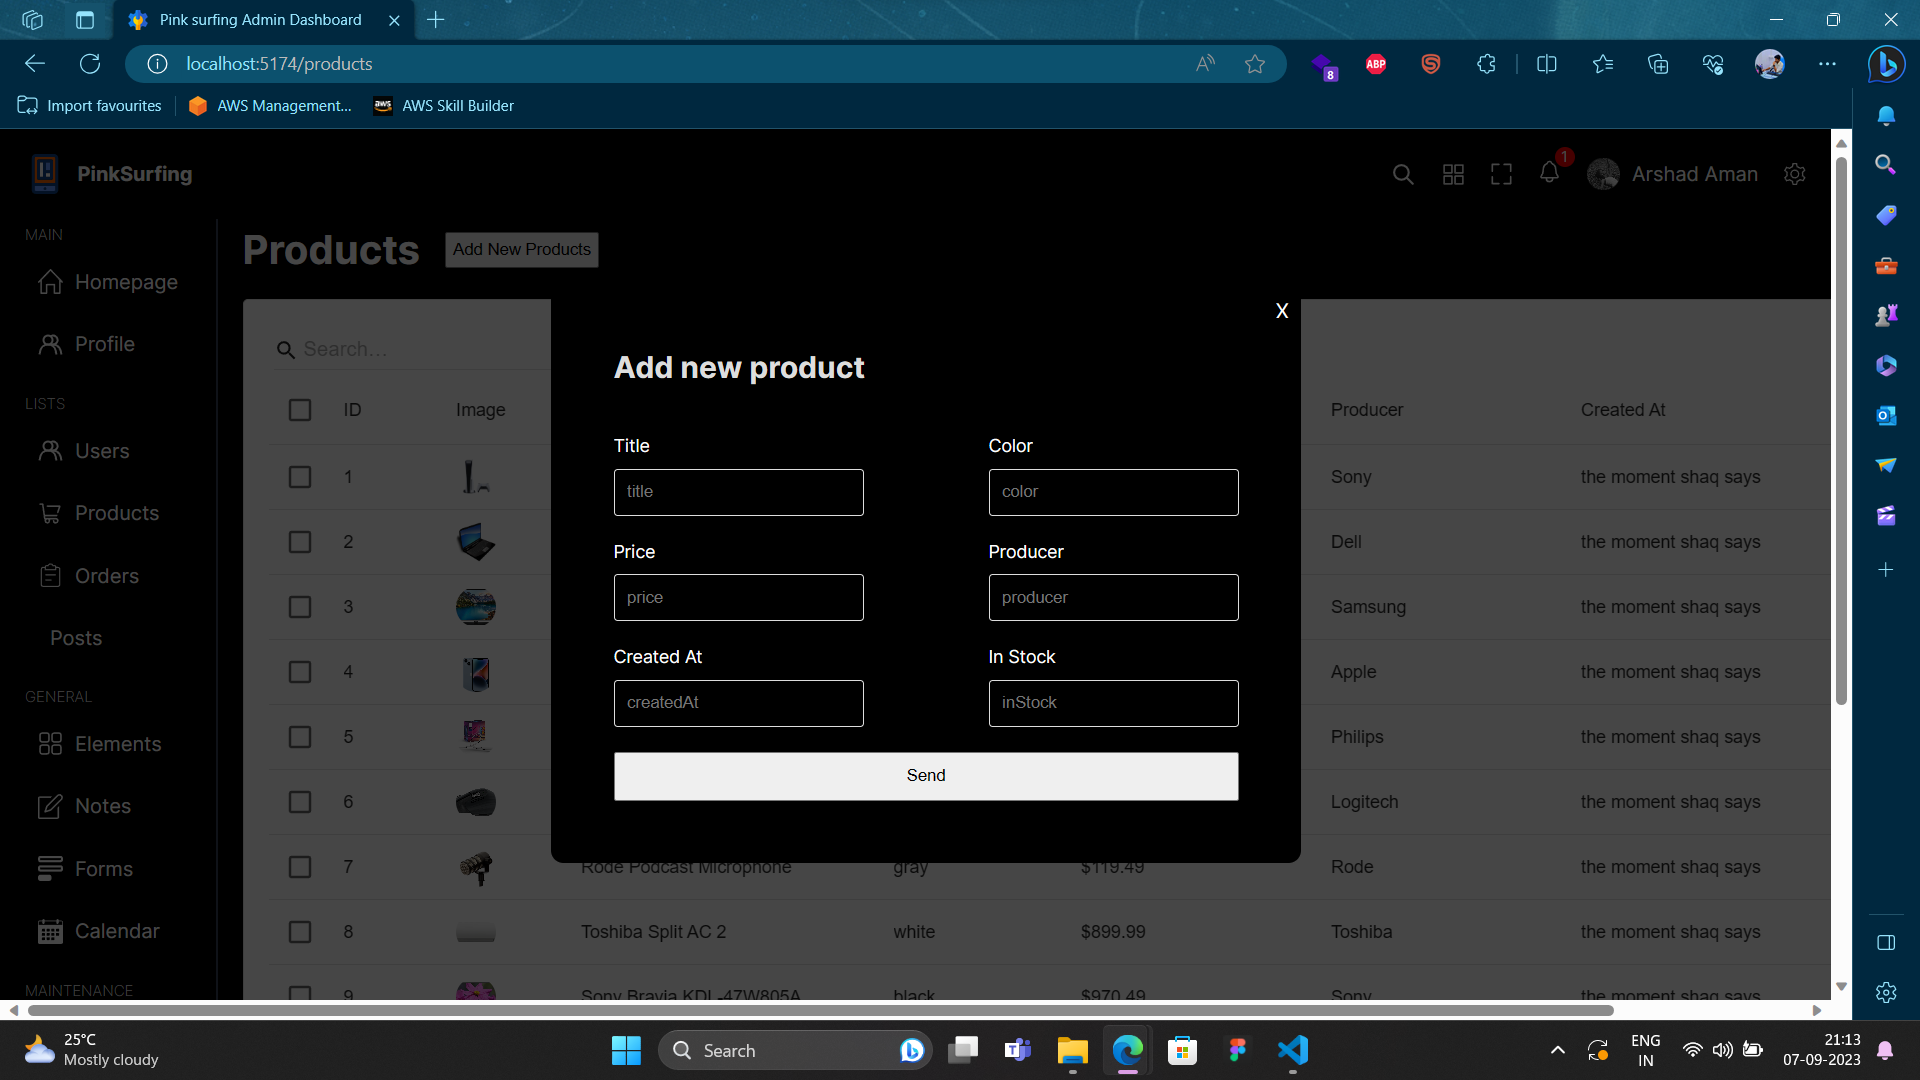 Pink surfing Admin Dashboard
localhost:5174/products
A
8
ABP
Import favourites
AWS Management...
aws
AWS Skill Builder
PinkSurfing
1
Arshad Aman
MAIN
Homepage
Profile
LISTS
Users
Products
Orders
Posts
GENERAL
Elements
Notes
Forms
Calendar
MAINTENANCE
Products
Add New Products
Search...
ID Image Producer Created At
1 Sony the moment shaq says
2 Dell the moment shaq says
3 Samsung the moment shaq says
4 Apple the moment shaq says
5 Philips the moment shaq says
6 Logitech the moment shaq says
7 Rode Podcast Microphone gray $119.49 Rode the moment shaq says
8 Toshiba Split AC 2 white $899.99 Toshiba the moment shaq says
9 Sony Bravia KDL-47W805A black $970.49 Sony the moment shaq says
X
Add new product
Title Color
title color
Price Producer
price producer
Created At In Stock
createdAt inStock
Send
25°C
Mostly cloudy
Search
ENG
IN
21:13
07-09-2023